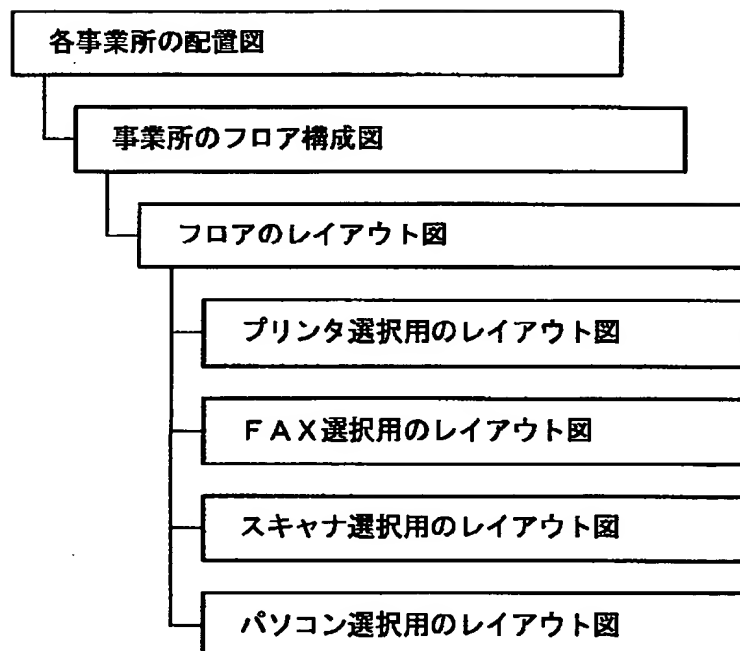 各事業所の配置図
事業所のフロア構成図
フロアのレイアウト図
プリンタ選択用のレイアウト図
ＦＡＸ選択用のレイアウト図
スキャナ選択用のレイアウト図
パソコン選択用のレイアウト図